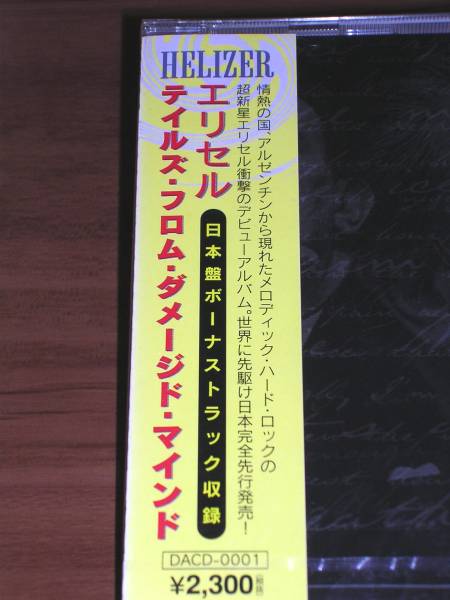 HELIZER
情熱の国、アルゼンチンから現れたメロディック・ハード・ロックの
超新星エリセル衝撃のデビューアルバム。世界に先駆け日本完全先行発売!
エリセル
日本盤ボーナストラック収録
テイルズ・フロム・ダメージド・マインド
DACD-0001
¥2,300(税抜)